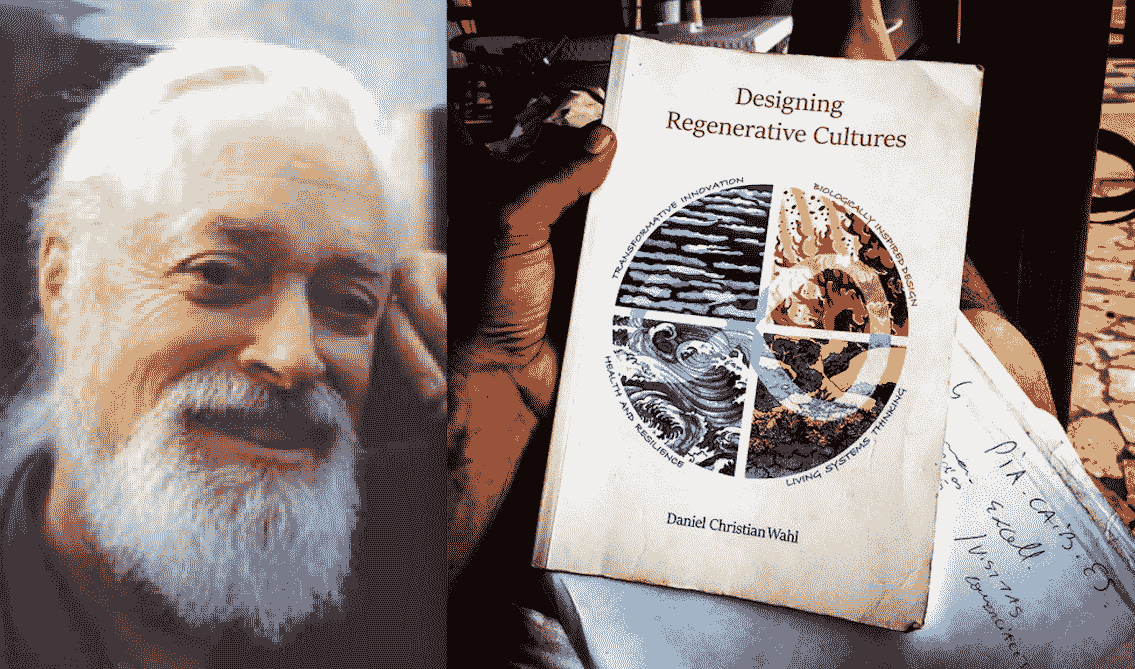 Designing
Regenerative Cultures
TRANSFORMATIVE INNOVATION
BIOLOGICALLY INSPIRED DESIGN
HEALTH AND RESILIENCE
LIVING SYSTEMS THINKING
Daniel Christian Wahl